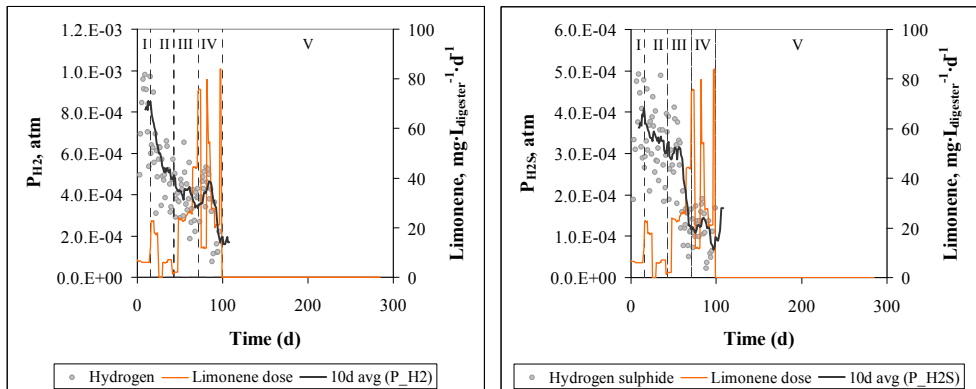 1.2.E-03
1.0.E-03
8.0.E-04
6.0.E-04
4.0.E-04
2.0.E-04
0.0.E+00
P_H2, atm
I II III IV V
100
80
60
40
20
0
Limonene, mg·L_digester^-1·d^-1
0 100 200 300
Time (d)
Hydrogen Limonene dose 10d avg (P_H2)
6.0.E-04
5.0.E-04
4.0.E-04
3.0.E-04
2.0.E-04
1.0.E-04
0.0.E+00
P_H2S, atm
I II III IV V
100
80
60
40
20
0
Limonene, mg·L_digester^-1·d^-1
0 100 200 300
Time (d)
Hydrogen sulphide Limonene dose 10d avg (P_H2S)